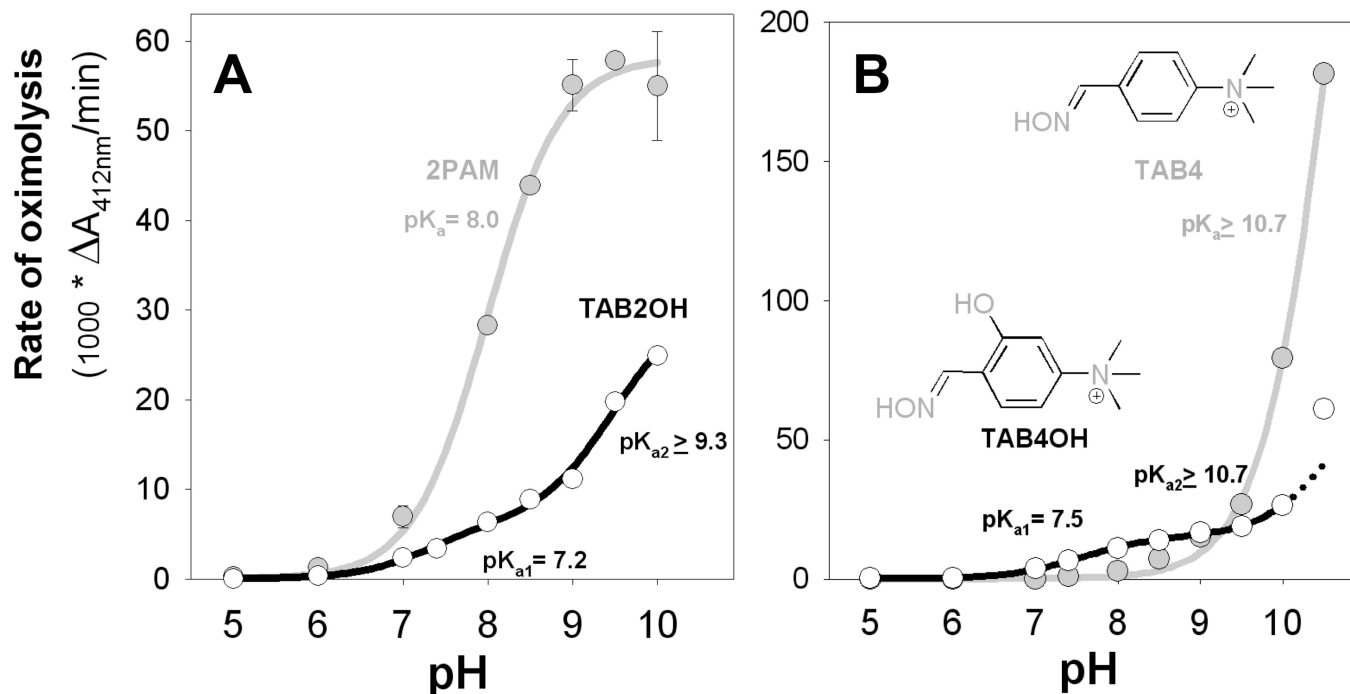 Rate of oximolysis
(1000 * ΔA412nm/min)
A
60
50
40
30
20
10
0
2PAM
pKa= 8.0
TAB2OH
pKa2 ≥ 9.3
pKa1= 7.2
5 6 7 8 9 10
pH
B
200
150
100
50
0
N
⊕
HON
TAB4
pKa≥ 10.7
HO
N
⊕
HON
TAB4OH
pKa2≥ 10.7
pKa1= 7.5
5 6 7 8 9 10
pH